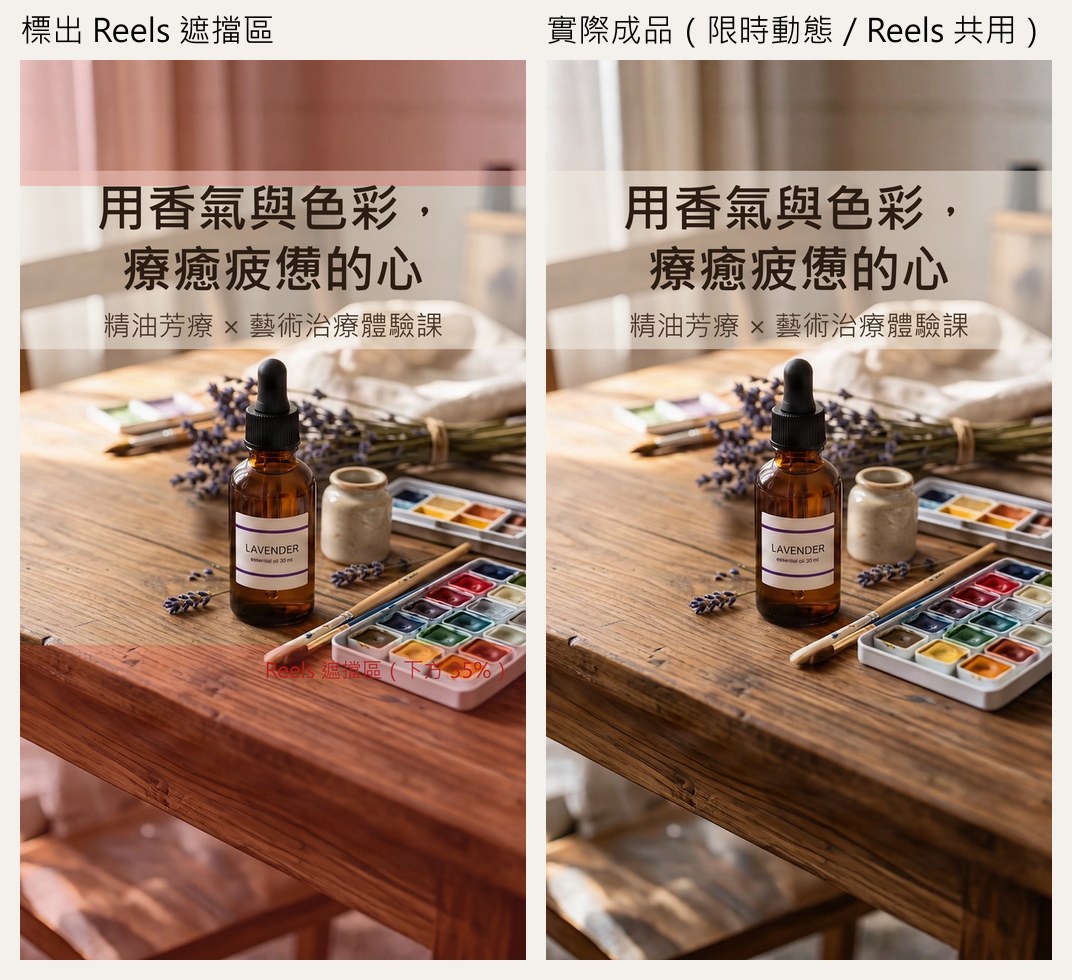 標出 Reels 遮擋區
用香氣與色彩，
療癒疲憊的心
精油芳療 × 藝術治療體驗課
LAVENDER
essential oil 30 ml
Reels 遮擋區（下方 35%）
實際成品（限時動態 / Reels 共用）
用香氣與色彩，
療癒疲憊的心
精油芳療 × 藝術治療體驗課
LAVENDER
essential oil 30 ml